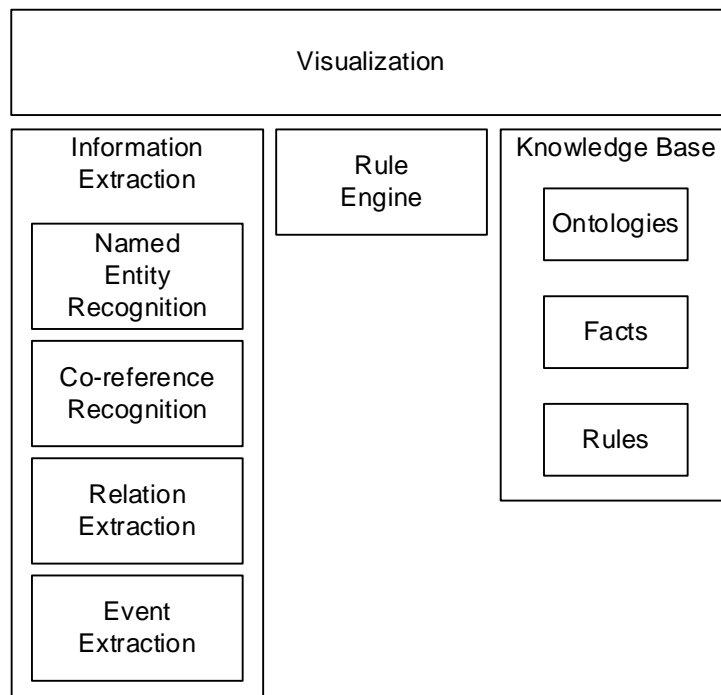 Visualization
Information
Extraction
Named
Entity
Recognition
Co-reference
Recognition
Relation
Extraction
Event
Extraction
Rule
Engine
Knowledge Base
Ontologies
Facts
Rules